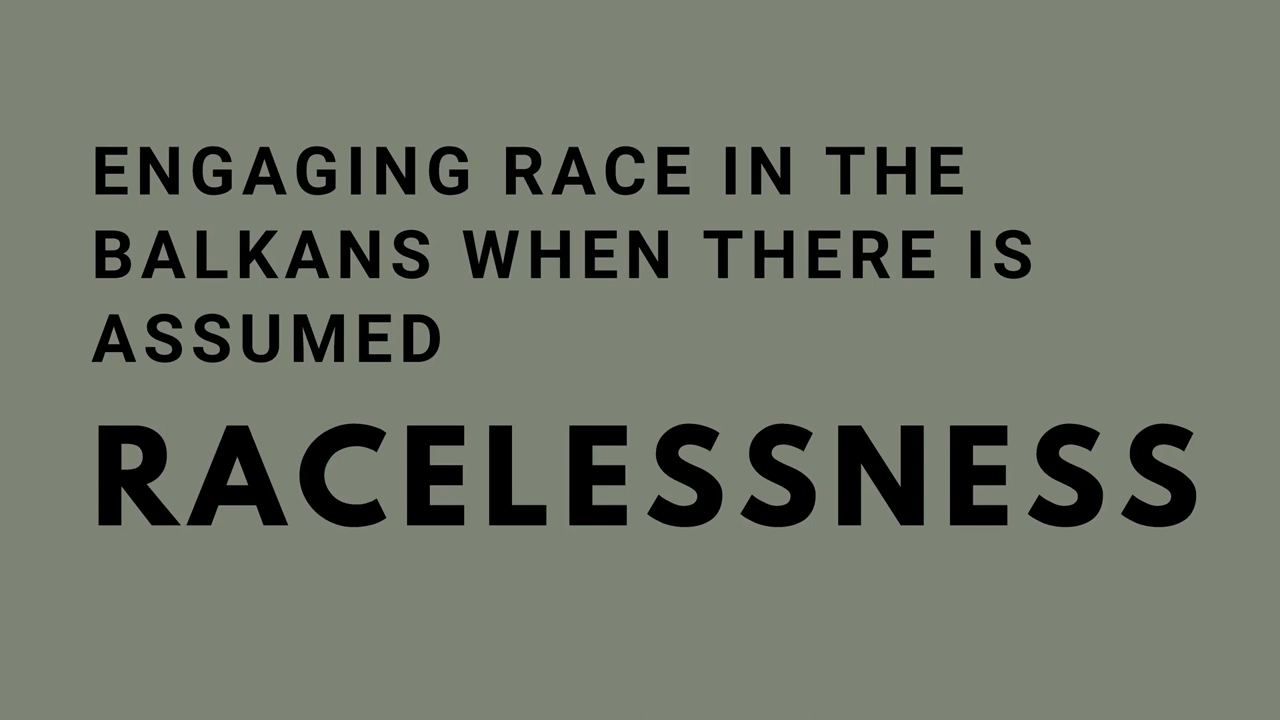 ENGAGING RACE IN THE
BALKANS WHEN THERE IS
ASSUMED
RACELESSNESS